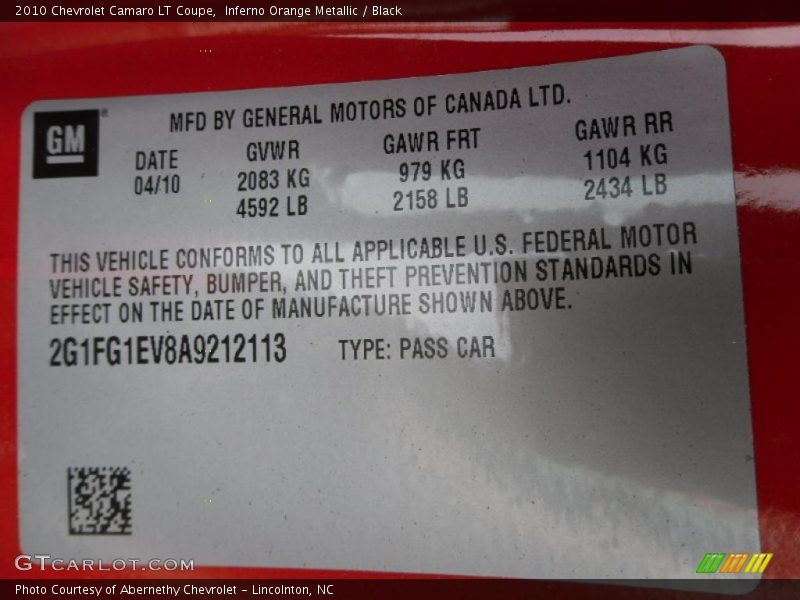 2010 Chevrolet Camaro LT Coupe, Inferno Orange Metallic / Black
GM
MFD BY GENERAL MOTORS OF CANADA LTD.
DATE GVWR GAWR FRT GAWR RR
04/10 2083 KG 979 KG 1104 KG
4592 LB 2158 LB 2434 LB
THIS VEHICLE CONFORMS TO ALL APPLICABLE U.S. FEDERAL MOTOR
VEHICLE SAFETY, BUMPER, AND THEFT PREVENTION STANDARDS IN
EFFECT ON THE DATE OF MANUFACTURE SHOWN ABOVE.
2G1FG1EV8A9212113 TYPE: PASS CAR
GTCARLOT.COM
Photo Courtesy of Abernethy Chevrolet - Lincolnton, NC